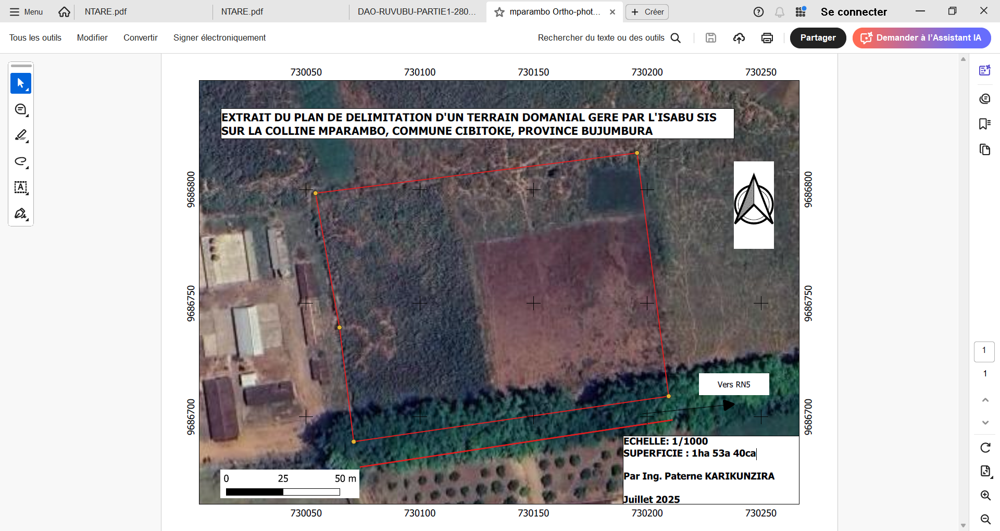 Menu
NTARE.pdf
NTARE.pdf
DAO-RUVUBU-PARTIE1-280...
mparambo Ortho-phot...
Créer
Se connecter
Tous les outils
Modifier
Convertir
Signer électroniquement
Rechercher du texte ou des outils
Partager
Demander à l'Assistant IA
730050 730100 730150 730200 730250
EXTRAIT DU PLAN DE DELIMITATION D'UN TERRAIN DOMANIAL GERE PAR L'ISABU SIS
SUR LA COLLINE MPARAMBO, COMMUNE CIBITOKE, PROVINCE BUJUMBURA
9686800
9686800
9686750
9686750
9686700
9686700
Vers RN5
ECHELLE: 1/1000
SUPERFICIE : 1ha 53a 40ca
Par Ing. Paterne KARIKUNZIRA
Juillet 2025
0 25 50 m
730050 730100 730150 730200 730250
1
1